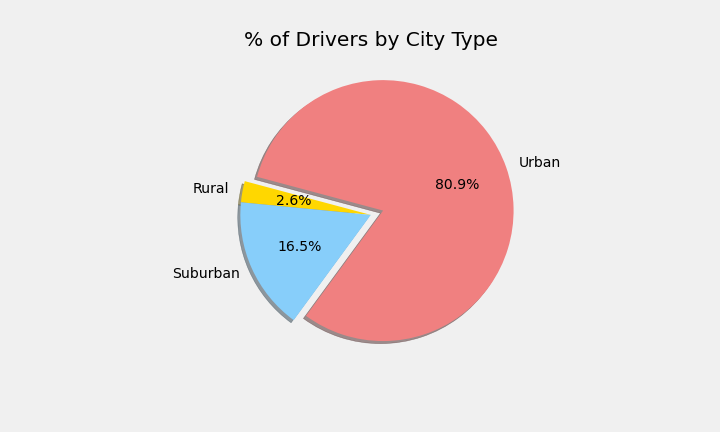 % of Drivers by City Type
Urban
80.9%
Rural
2.6%
16.5%
Suburban